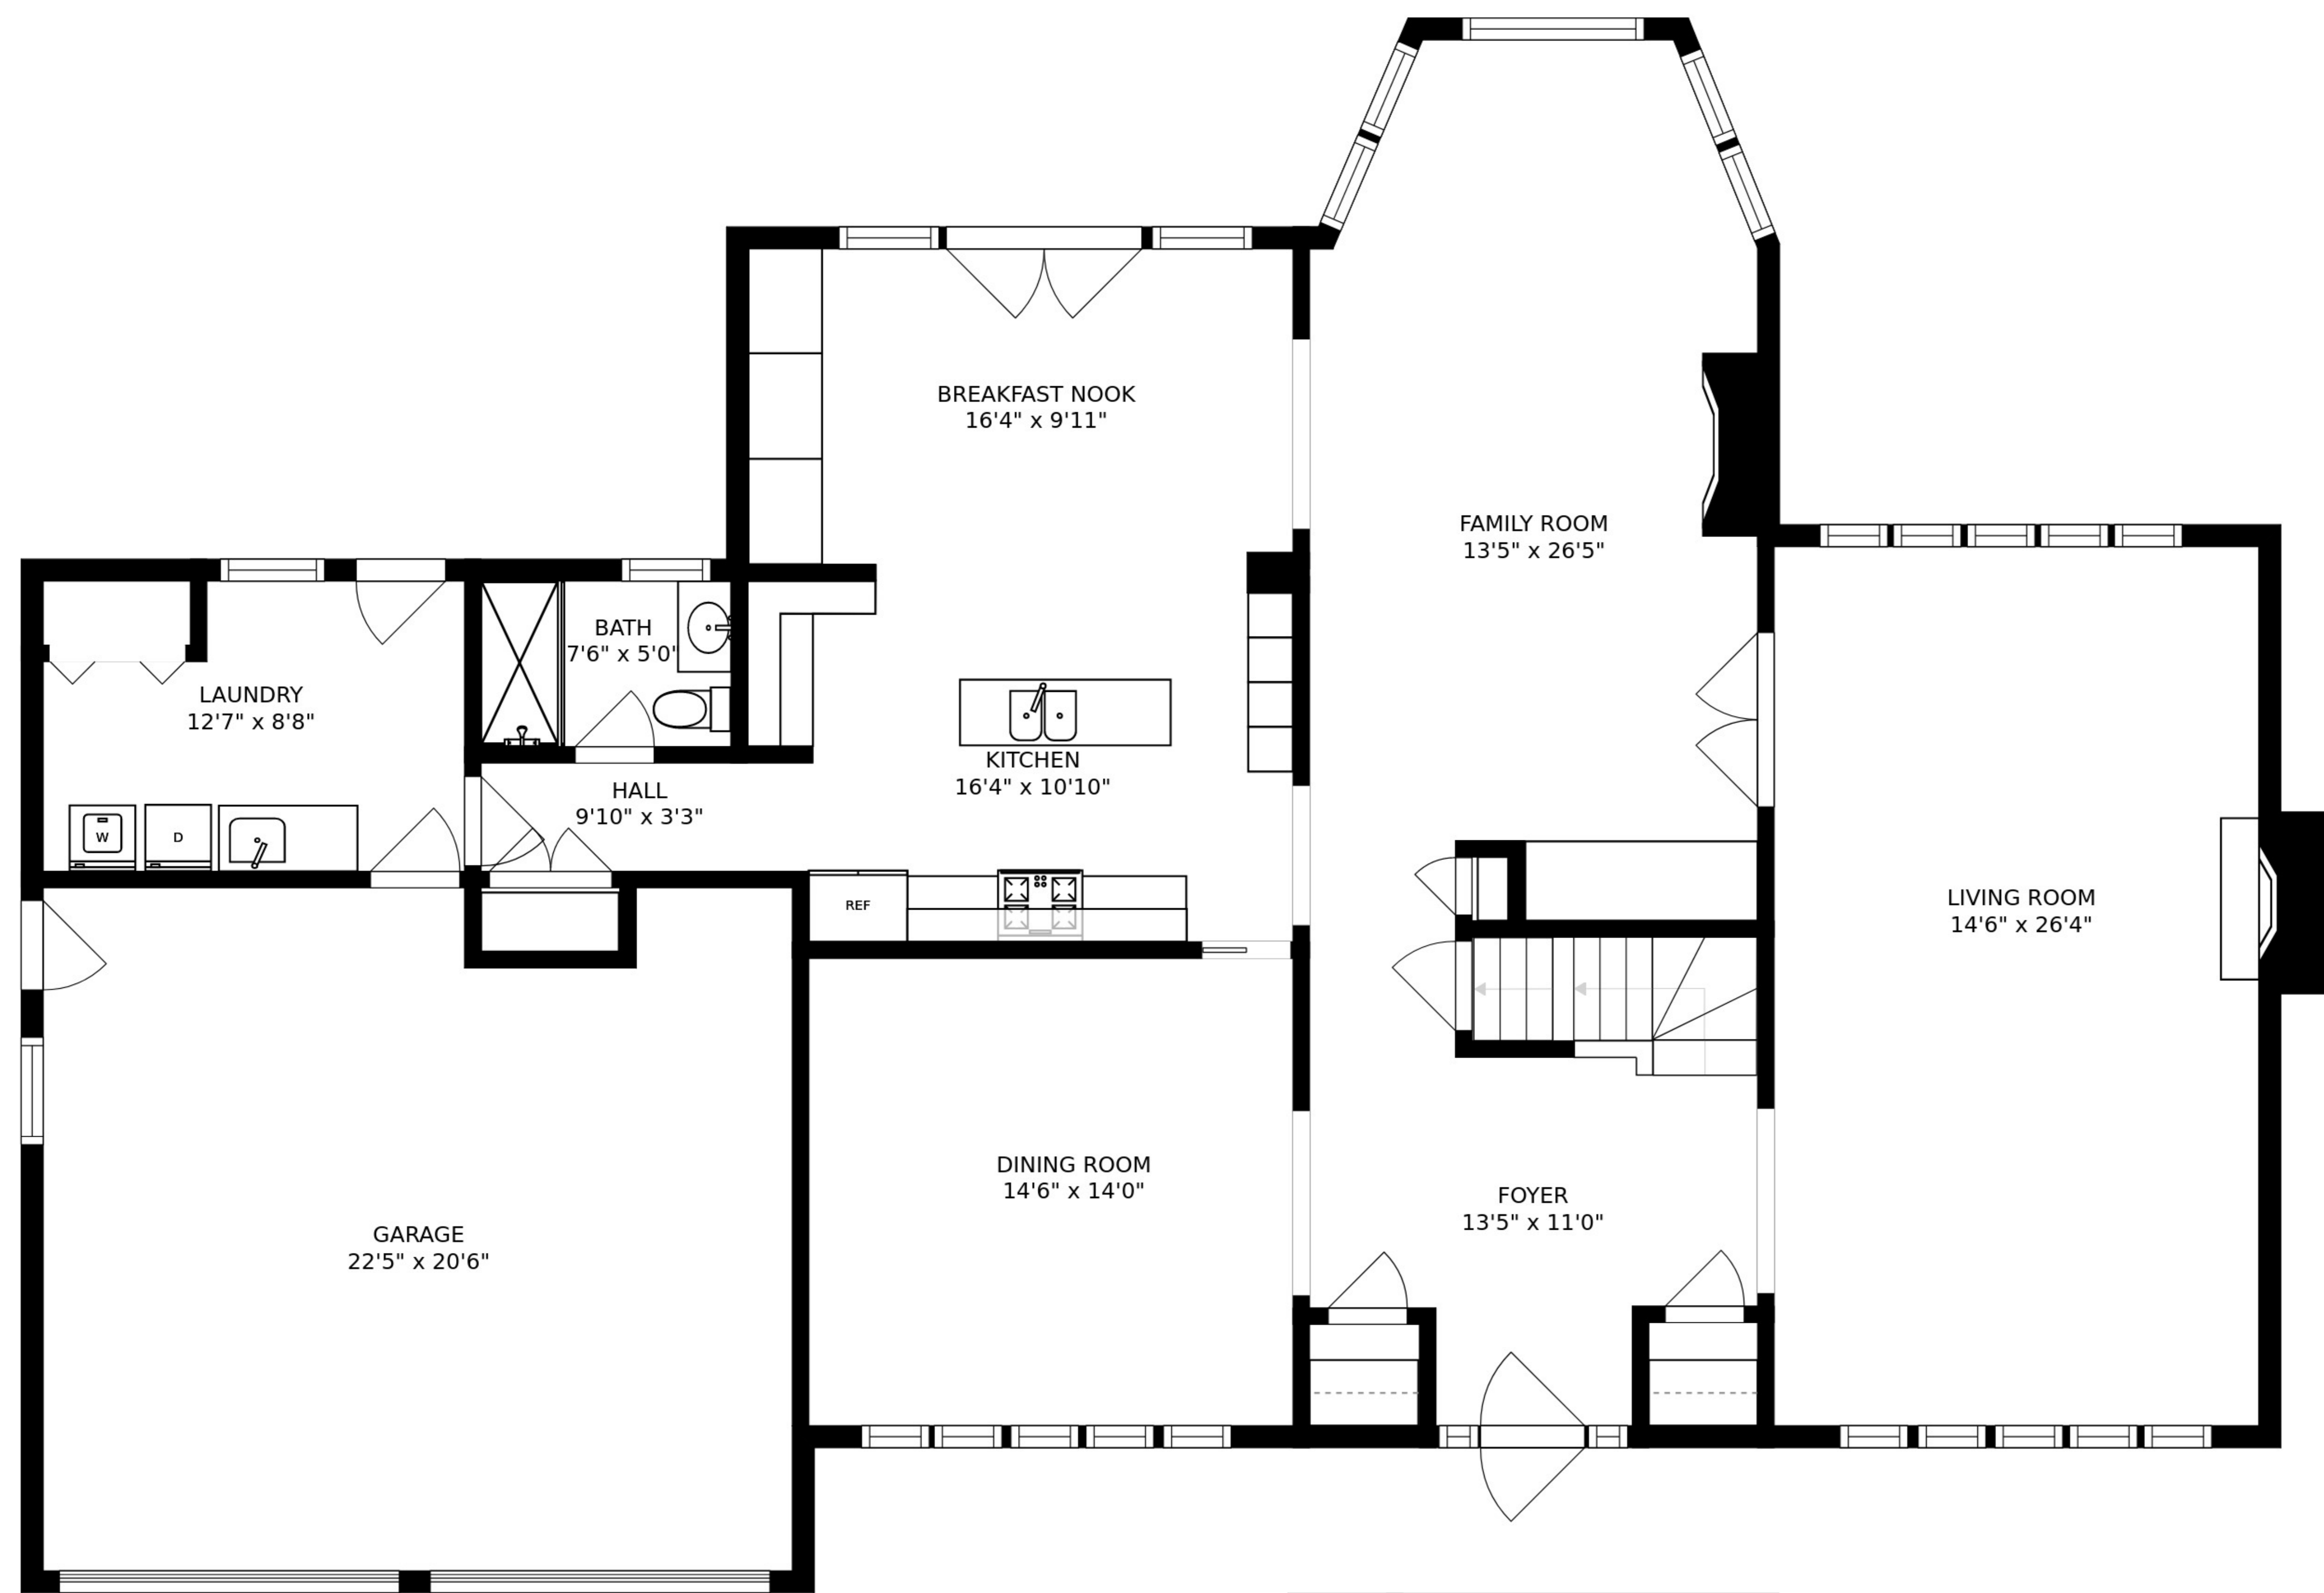 BREAKFAST NOOK
16'4" x 9'11"
FAMILY ROOM
13'5" x 26'5"
BATH
7'6" x 5'0"
LAUNDRY
12'7" x 8'8"
KITCHEN
16'4" x 10'10"
HALL
9'10" x 3'3"
W
D
REF
LIVING ROOM
14'6" x 26'4"
DINING ROOM
14'6" x 14'0"
FOYER
13'5" x 11'0"
GARAGE
22'5" x 20'6"